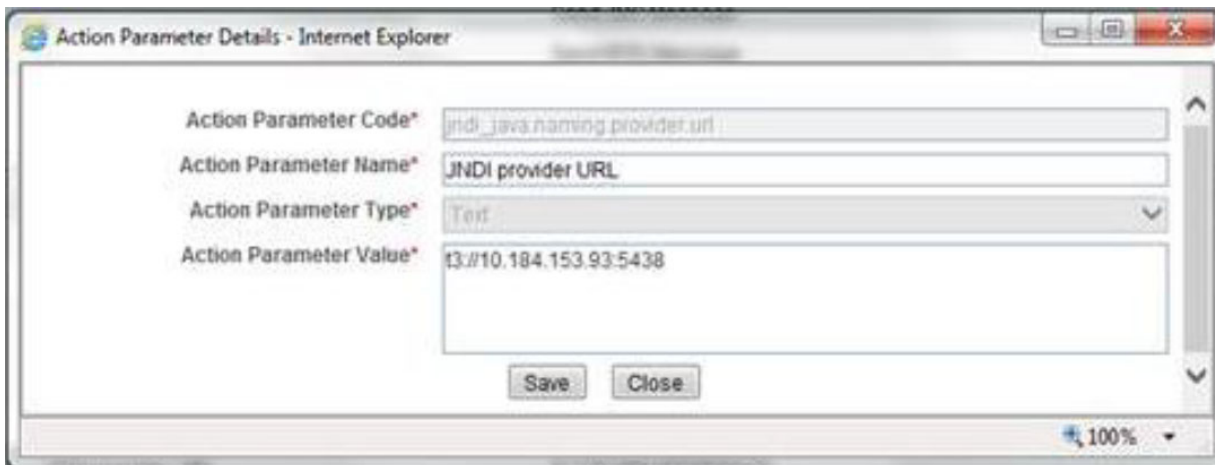 Action Parameter Details - Internet Explorer
Action Parameter Code* jndi_java.naming.provider.url
Action Parameter Name* JNDI provider URL
Action Parameter Type* Text
Action Parameter Value* t3://10.184.153.93:5438
Save Close
100%